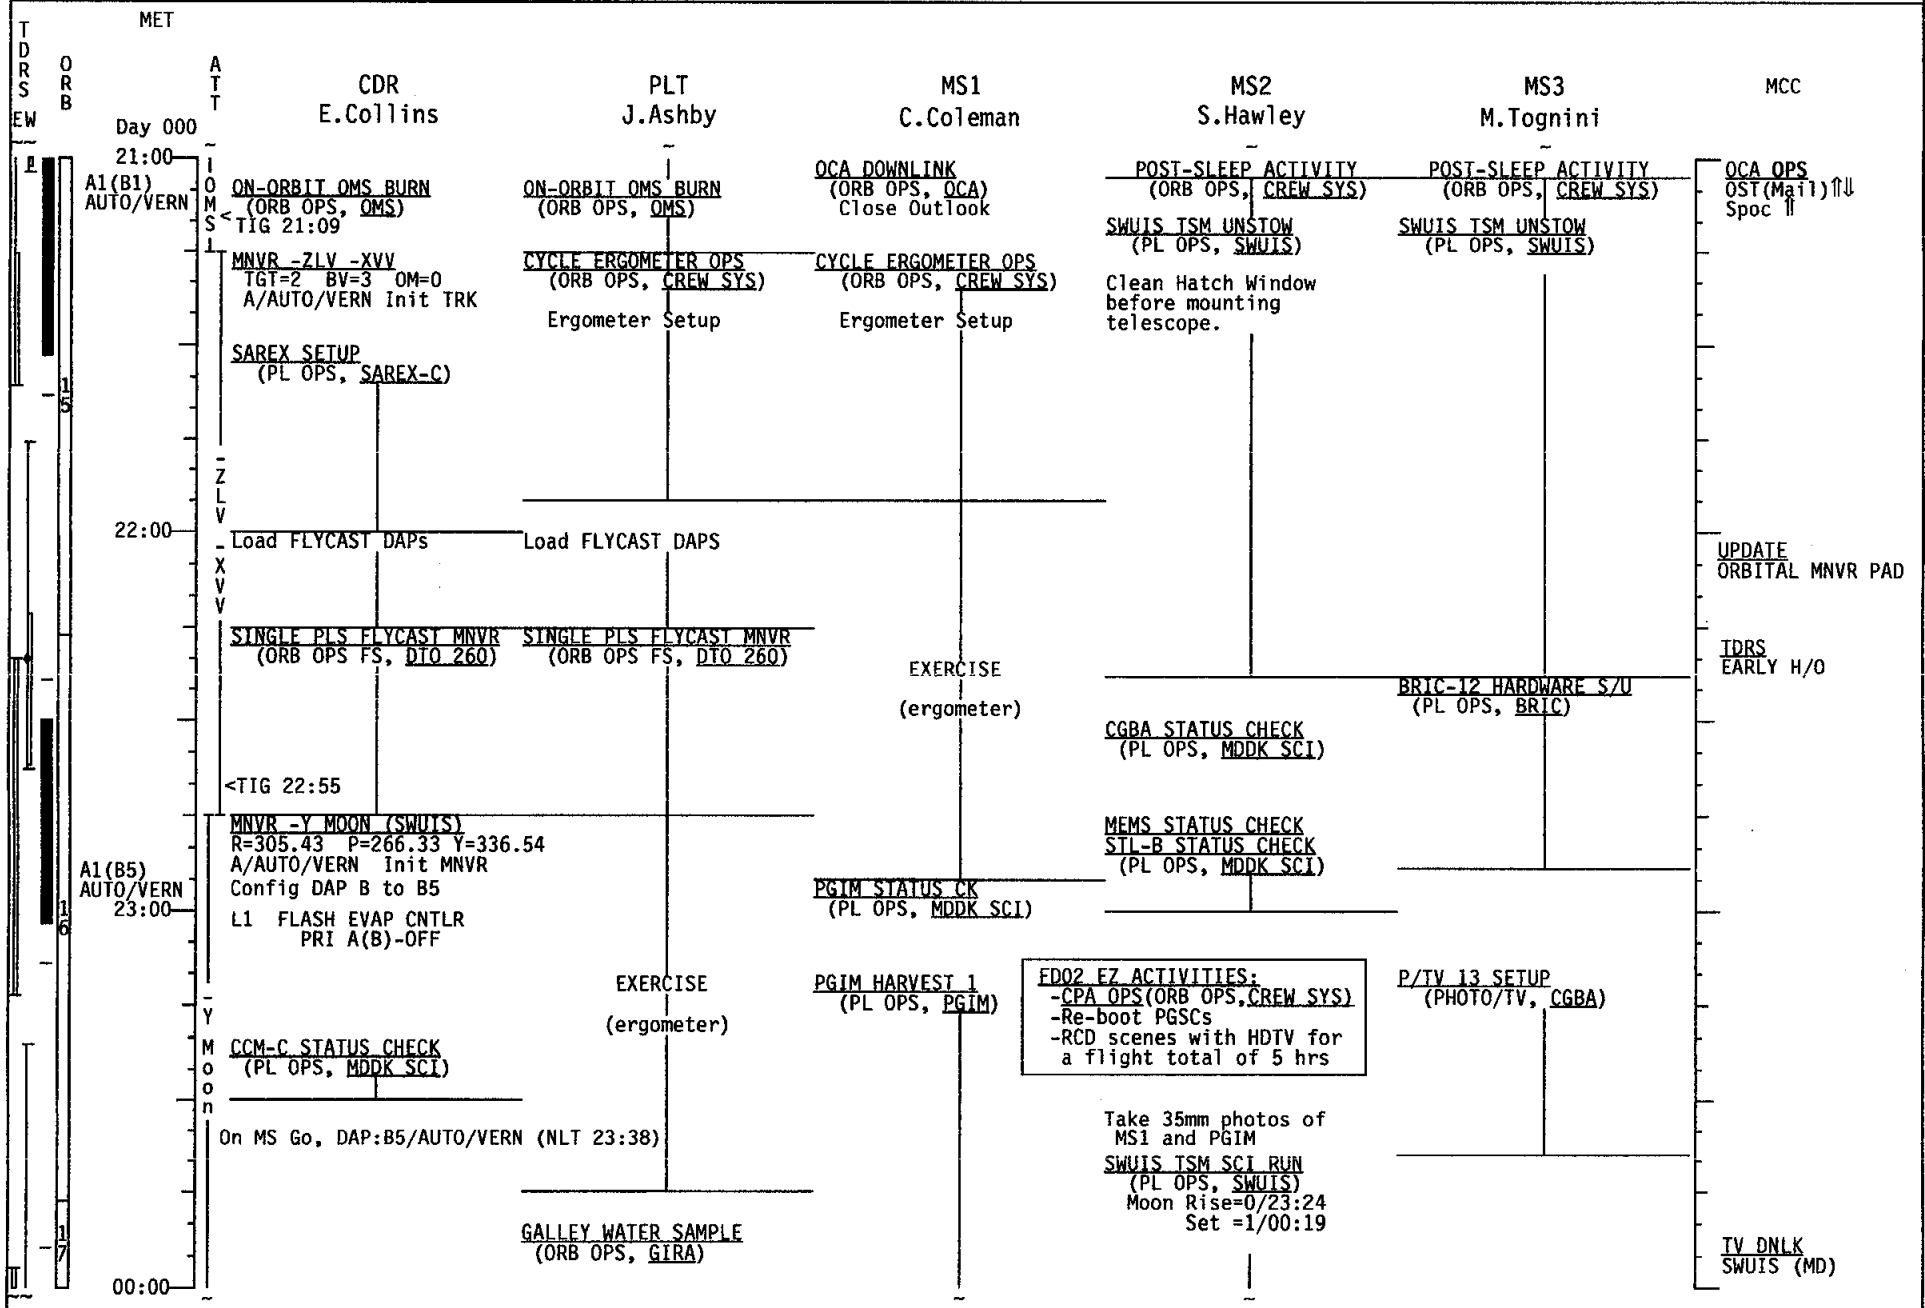 MET
TDRS
EW
ORB
ATT
CDR
E.Collins
PLT
J.Ashby
MS1
C.Coleman
MS2
S.Hawley
MS3
M.Tognini
MCC
Day 000
21:00
A1(B1)
AUTO/VERN
15
22:00
A1(B5)
AUTO/VERN
23:00
16
17
00:00
OMS
-ZLV -XVV
-Y Moon
ON-ORBIT OMS BURN
(ORB OPS, OMS)
<TIG 21:09
MNVR -ZLV -XVV
TGT=2 BV=3 OM=0
A/AUTO/VERN Init TRK
SAREX SETUP
(PL OPS, SAREX-C)
Load FLYCAST DAPs
SINGLE PLS FLYCAST MNVR
(ORB OPS FS, DTO 260)
<TIG 22:55
MNVR -Y MOON (SWUIS)
R=305.43 P=266.33 Y=336.54
A/AUTO/VERN Init MNVR
Config DAP B to B5
L1 FLASH EVAP CNTLR
PRI A(B)-OFF
CCM-C STATUS CHECK
(PL OPS, MDDK SCI)
On MS Go, DAP:B5/AUTO/VERN (NLT 23:38)
ON-ORBIT OMS BURN
(ORB OPS, OMS)
CYCLE ERGOMETER OPS
(ORB OPS, CREW SYS)
Ergometer Setup
Load FLYCAST DAPS
SINGLE PLS FLYCAST MNVR
(ORB OPS FS, DTO 260)
EXERCISE
(ergometer)
GALLEY WATER SAMPLE
(ORB OPS, GIRA)
OCA DOWNLINK
(ORB OPS, OCA)
Close Outlook
CYCLE ERGOMETER OPS
(ORB OPS, CREW SYS)
Ergometer Setup
EXERCISE
(ergometer)
PGIM STATUS CK
(PL OPS, MDDK SCI)
PGIM HARVEST 1
(PL OPS, PGIM)
POST-SLEEP ACTIVITY
(ORB OPS, CREW SYS)
SWUIS TSM UNSTOW
(PL OPS, SWUIS)
Clean Hatch Window
before mounting
telescope.
CGBA STATUS CHECK
(PL OPS, MDDK SCI)
MEMS STATUS CHECK
STL-B STATUS CHECK
(PL OPS, MDDK SCI)
FD02 EZ ACTIVITIES:
-CPA OPS(ORB OPS,CREW SYS)
-Re-boot PGSCs
-RCD scenes with HDTV for
a flight total of 5 hrs
Take 35mm photos of
MS1 and PGIM
SWUIS TSM SCI RUN
(PL OPS, SWUIS)
Moon Rise=0/23:24
Set =1/00:19
POST-SLEEP ACTIVITY
(ORB OPS, CREW SYS)
SWUIS TSM UNSTOW
(PL OPS, SWUIS)
BRIC-12 HARDWARE S/U
(PL OPS, BRIC)
P/TV 13 SETUP
(PHOTO/TV, CGBA)
OCA OPS
OST(Mail)⇑⇓
Spoc ⇑
UPDATE
ORBITAL MNVR PAD
TDRS
EARLY H/O
TV DNLK
SWUIS (MD)